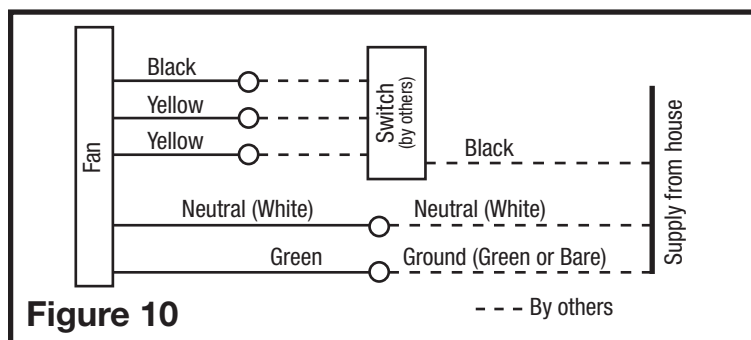 Black
Yellow
Yellow
Fan
Switch
(by others)
Black
Supply from house
Neutral (White)
Neutral (White)
Green
Ground (Green or Bare)
Figure 10
--- By others